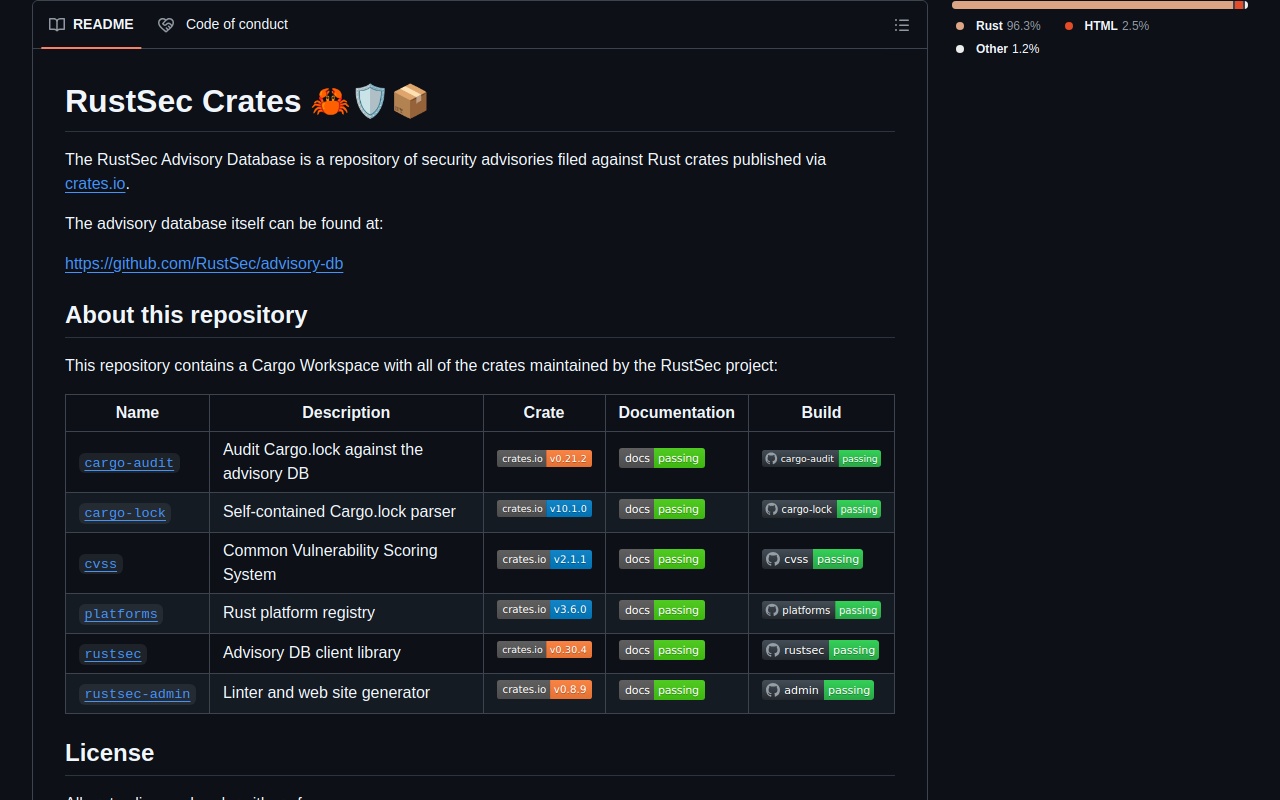 README
Code of conduct
Rust 96.3%
HTML 2.5%
Other 1.2%
RustSec Crates 🦀🛡️📦
The RustSec Advisory Database is a repository of security advisories filed against Rust crates published via
crates.io.
The advisory database itself can be found at:
https://github.com/RustSec/advisory-db
About this repository
This repository contains a Cargo Workspace with all of the crates maintained by the RustSec project:
Name Description Crate Documentation Build
cargo-audit Audit Cargo.lock against the advisory DB crates.io v0.21.2 docs passing cargo-audit passing
cargo-lock Self-contained Cargo.lock parser crates.io v10.1.0 docs passing cargo-lock passing
cvss Common Vulnerability Scoring System crates.io v2.1.1 docs passing cvss passing
platforms Rust platform registry crates.io v3.6.0 docs passing platforms passing
rustsec Advisory DB client library crates.io v0.30.4 docs passing rustsec passing
rustsec-admin Linter and web site generator crates.io v0.8.9 docs passing admin passing
License